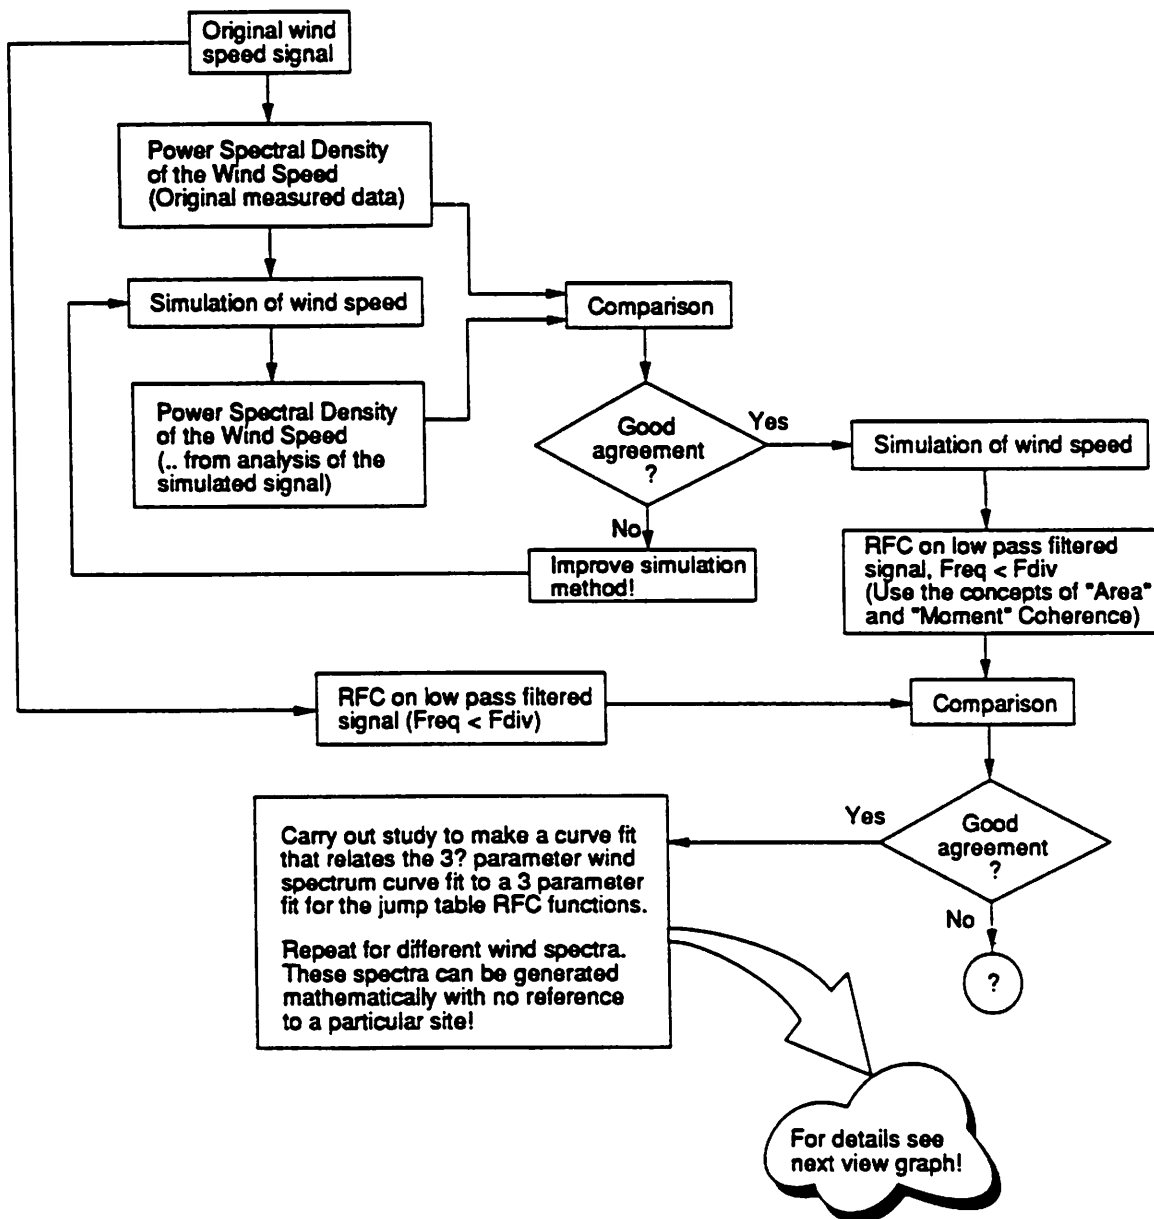 Original wind
speed signal
Power Spectral Density
of the Wind Speed
(Original measured data)
Simulation of wind speed
Comparison
Power Spectral Density
of the Wind Speed
(.. from analysis of the
simulated signal)
Good
agreement
?
Yes
Simulation of wind speed
No
Improve simulation
method!
RFC on low pass filtered
signal, Freq < Fdiv
(Use the concepts of "Area"
and "Moment" Coherence)
RFC on low pass filtered
signal (Freq < Fdiv)
Comparison
Yes
Good
agreement
?
No
?
Carry out study to make a curve fit
that relates the 3? parameter wind
spectrum curve fit to a 3 parameter
fit for the jump table RFC functions.
Repeat for different wind spectra.
These spectra can be generated
mathematically with no reference
to a particular site!
For details see
next view graph!